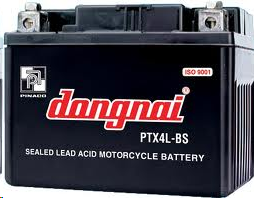 ISO 9001
PINACO
dongnai
PTX4L-BS
SEALED LEAD ACID MOTORCYCLE BATTERY